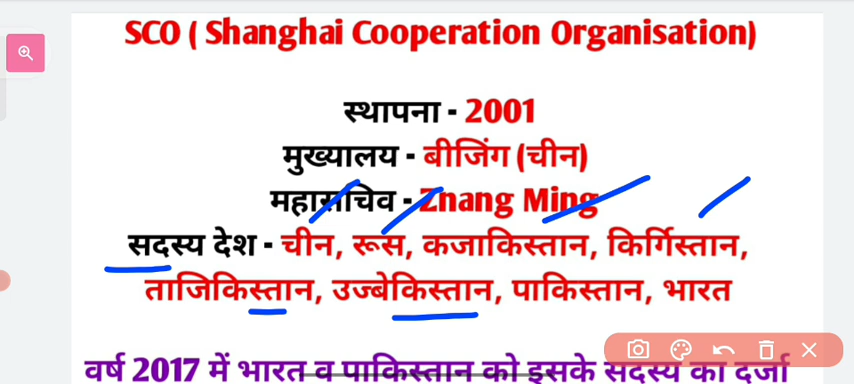 SCO ( Shanghai Cooperation Organisation)
स्थापना - 2001
मुख्यालय - बीजिंग (चीन)
महासचिव - Znang Ming
सदस्य देश - चीन, रूस, कजाकिस्तान, किर्गिस्तान,
ताजिकिस्तान, उज्बेकिस्तान, पाकिस्तान, भारत
वर्ष 2017 में भारत व पाकिस्तान को इसके सदस्य का दर्जा